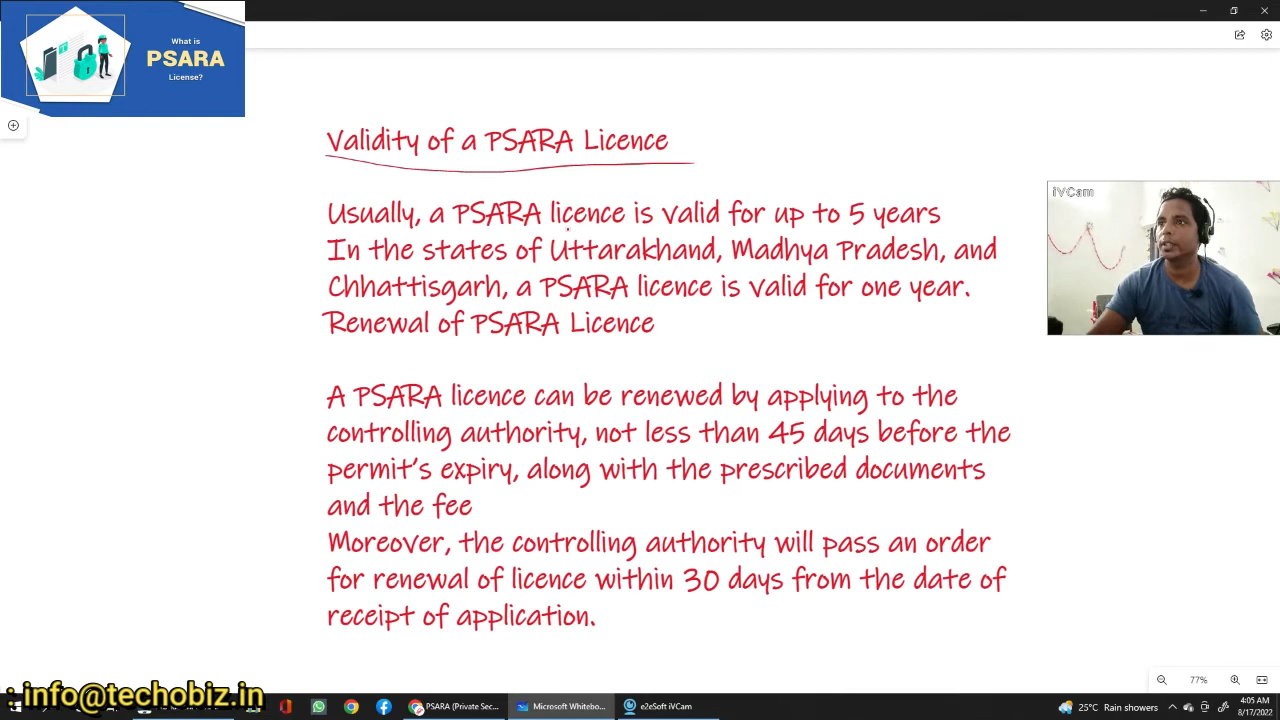 What is
PSARA
License?
Validity of a PSARA Licence
Usually, a PSARA licence is valid for up to 5 years
In the states of Uttarakhand, Madhya Pradesh, and
Chhattisgarh, a PSARA licence is valid for one year.
Renewal of PSARA Licence
A PSARA licence can be renewed by applying to the
controlling authority, not less than 45 days before the
permit's expiry, along with the prescribed documents
and the fee
Moreover, the controlling authority will pass an order
for renewal of licence within 30 days from the date of
receipt of application.
iVCam
77%
: info@techobiz.in
PSARA (Private Sec...
Microsoft Whitebo...
e2eSoft iVCam
25°C Rain showers
4:05 AM
8/17/2022